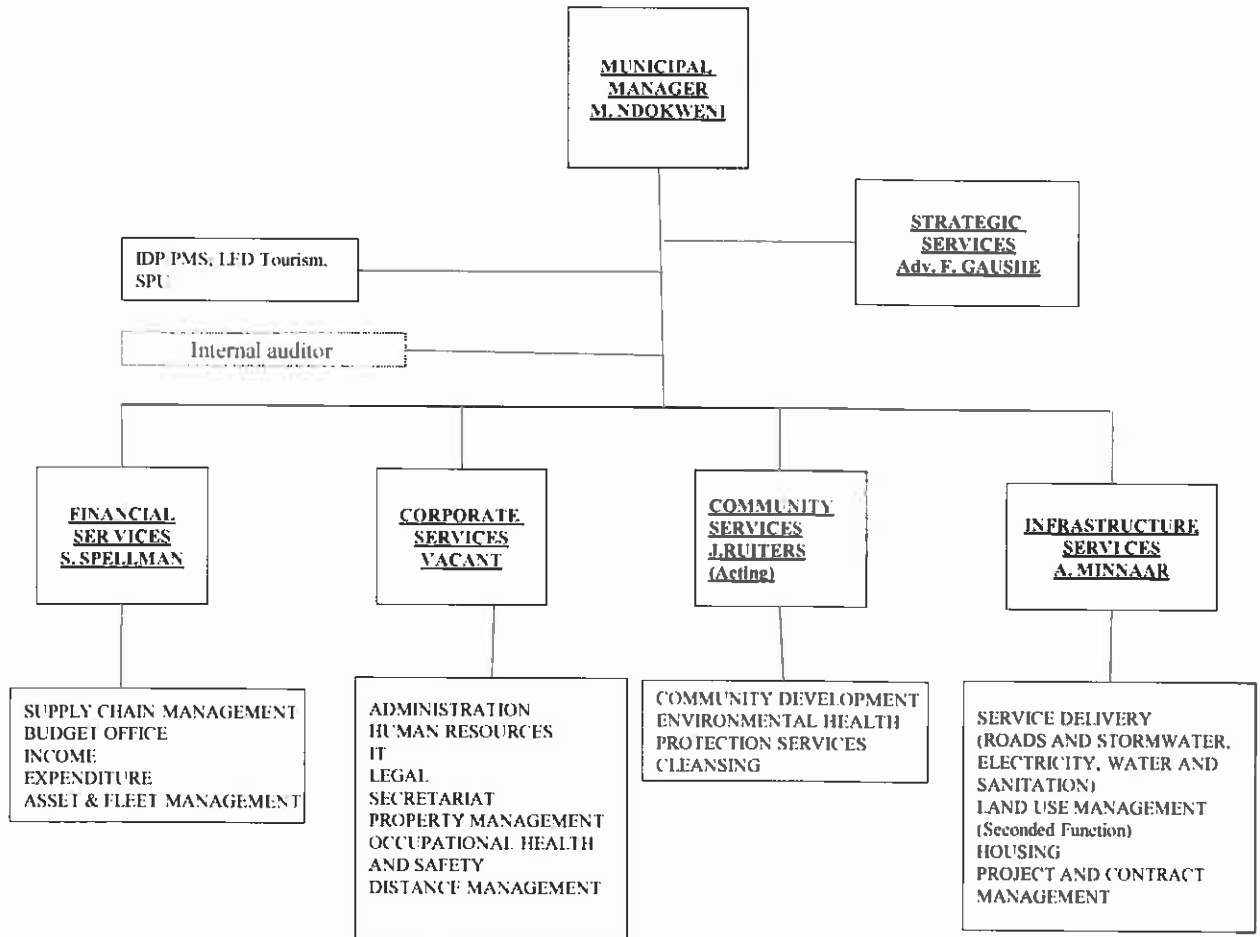 MUNICIPAL
MANAGER
M. NDOKWENI
STRATEGIC
SERVICES
Adv. F. GAUSHE
IDP PMS, LED Tourism,
SPU
Internal auditor
FINANCIAL
SERVICES
S. SPELLMAN
CORPORATE
SERVICES
VACANT
COMMUNITY
SERVICES
J.RUITERS
(Acting)
INFRASTRUCTURE
SERVICES
A. MINNAAR
SUPPLY CHAIN MANAGEMENT
BUDGET OFFICE
INCOME
EXPENDITURE
ASSET & FLEET MANAGEMENT
ADMINISTRATION
HUMAN RESOURCES
IT
LEGAL
SECRETARIAT
PROPERTY MANAGEMENT
OCCUPATIONAL HEALTH
AND SAFETY
DISTANCE MANAGEMENT
COMMUNITY DEVELOPMENT
ENVIRONMENTAL HEALTH
PROTECTION SERVICES
CLEANSING
SERVICE DELIVERY
(ROADS AND STORMWATER,
ELECTRICITY, WATER AND
SANITATION)
LAND USE MANAGEMENT
(Seconded Function)
HOUSING
PROJECT AND CONTRACT
MANAGEMENT